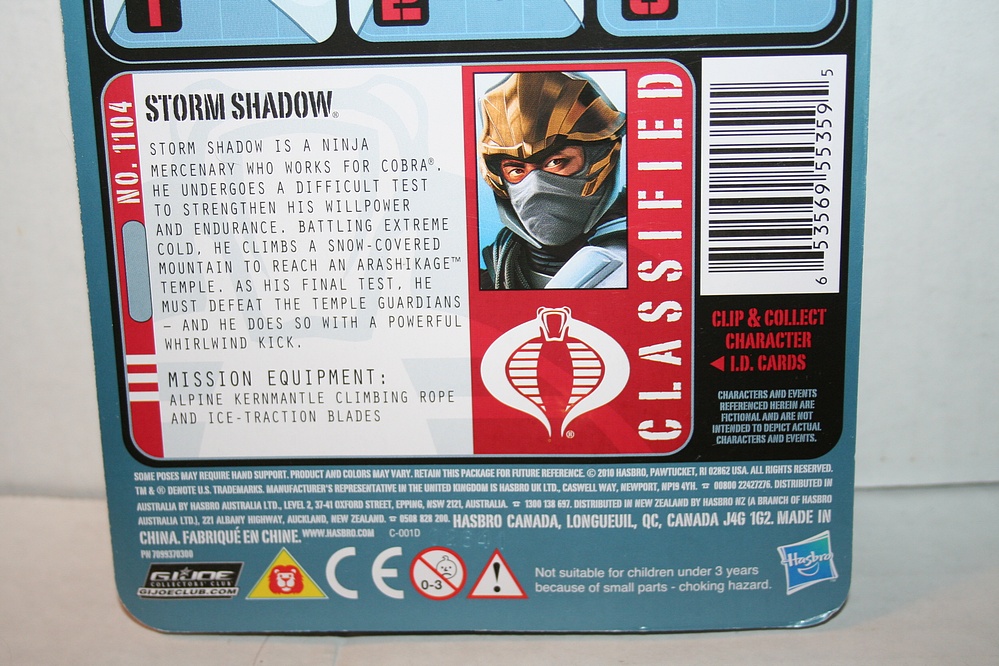 NO. 1104
STORM SHADOW®
STORM SHADOW IS A NINJA
MERCENARY WHO WORKS FOR COBRA®.
HE UNDERGOES A DIFFICULT TEST
TO STRENGTHEN HIS WILLPOWER
AND ENDURANCE. BATTLING EXTREME
COLD, HE CLIMBS A SNOW-COVERED
MOUNTAIN TO REACH AN ARASHIKAGE™
TEMPLE. AS HIS FINAL TEST, HE
MUST DEFEAT THE TEMPLE GUARDIANS
– AND HE DOES SO WITH A POWERFUL
WHIRLWIND KICK.
MISSION EQUIPMENT:
ALPINE KERNMANTLE CLIMBING ROPE
AND ICE-TRACTION BLADES
CLASSIFIED
®
6 53569 55359 5
CLIP & COLLECT
CHARACTER
I.D. CARDS
CHARACTERS AND EVENTS
REFERENCED HEREIN ARE
FICTIONAL AND ARE NOT
INTENDED TO DEPICT ACTUAL
CHARACTERS AND EVENTS.
SOME POSES MAY REQUIRE HAND SUPPORT. PRODUCT AND COLORS MAY VARY. RETAIN THIS PACKAGE FOR FUTURE REFERENCE. © 2010 HASBRO, PAWTUCKET, RI 02862 USA. ALL RIGHTS RESERVED.
TM & ® DENOTE U.S. TRADEMARKS. MANUFACTURER'S REPRESENTATIVE IN THE UNITED KINGDOM IS HASBRO UK LTD., CASWELL WAY, NEWPORT, NP19 4YH. ☎ 00800 22427276. DISTRIBUTED IN
AUSTRALIA BY HASBRO AUSTRALIA LTD., LEVEL 2, 37-41 OXFORD STREET, EPPING, NSW 2121, AUSTRALIA. ☎ 1300 138 697. DISTRIBUTED IN NEW ZEALAND BY HASBRO NZ (A BRANCH OF HASBRO
AUSTRALIA LTD.), 221 ALBANY HIGHWAY, AUCKLAND, NEW ZEALAND. ☎ 0508 828 200. HASBRO CANADA, LONGUEUIL, QC, CANADA J4G 1G2. MADE IN
CHINA. FABRIQUÉ EN CHINE. WWW.HASBRO.COM C-001D
PN 7099370300
G.I. JOE
COLLECTORS' CLUB
GIJOECLUB.COM
CE
0-3
!
Not suitable for children under 3 years
because of small parts - choking hazard.
Hasbro